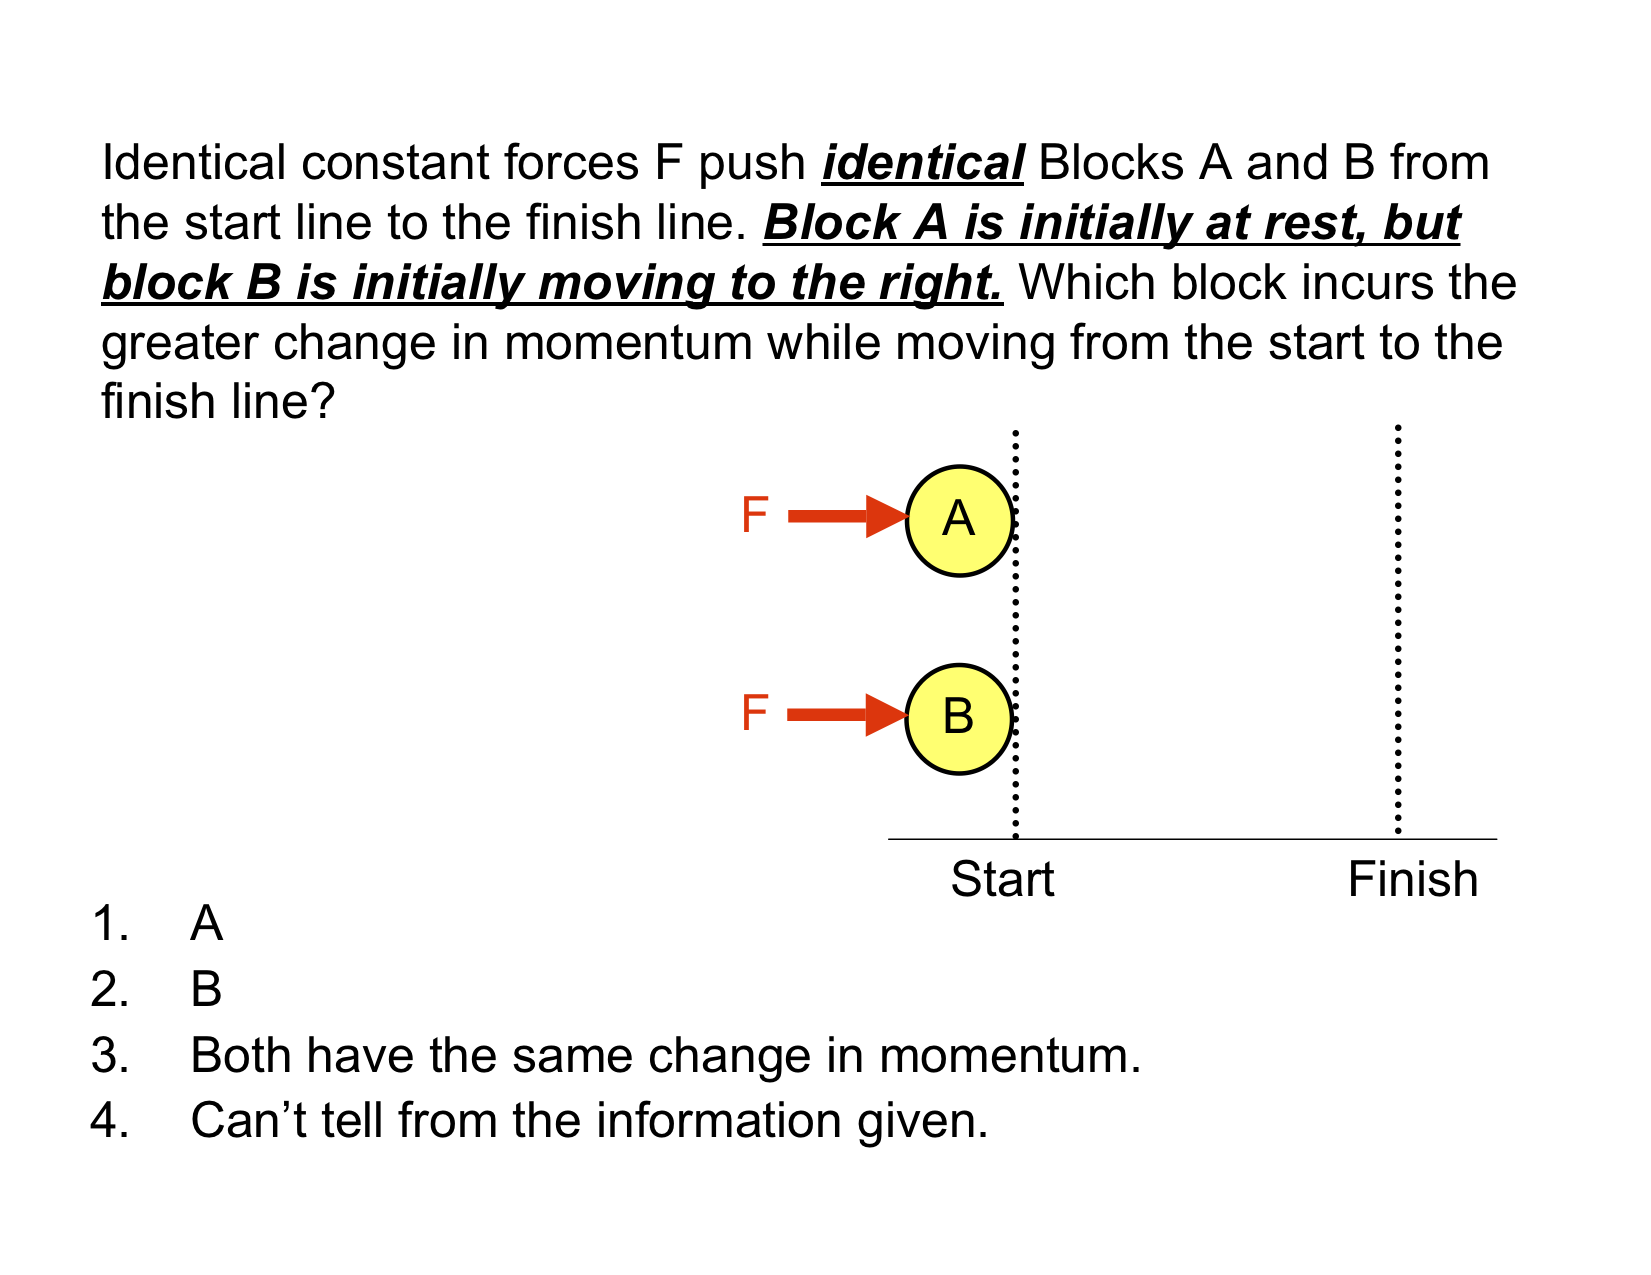 Identical constant forces F push identical Blocks A and B from
the start line to the finish line. Block A is initially at rest, but
block B is initially moving to the right. Which block incurs the
greater change in momentum while moving from the start to the
finish line?
F A
F B
Start Finish
1. A
2. B
3. Both have the same change in momentum.
4. Can’t tell from the information given.